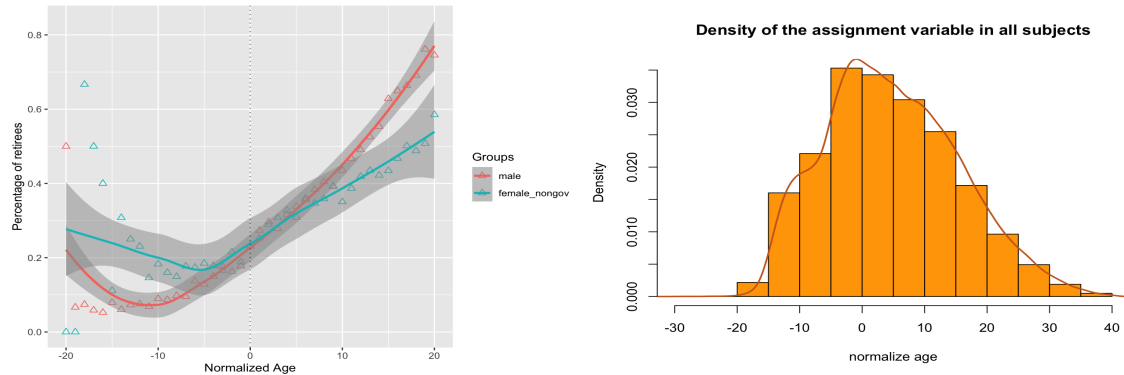 Percentage of retirees
0.8
0.6
0.4
0.2
0.0
-20
-10
0
10
20
Normalized Age
Groups
male
female_nongov
Density of the assignment variable in all subjects
Density
0.030
0.020
0.010
0.000
-30
-20
-10
0
10
20
30
40
normalize age